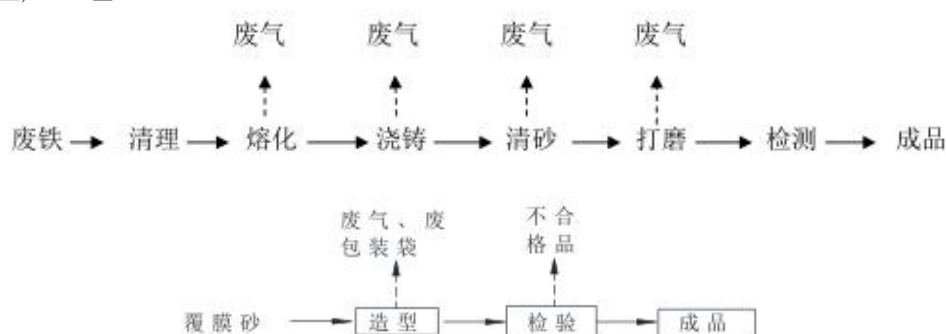 废气 废气 废气 废气
废铁 清理 熔化 浇铸 清砂 打磨 检测 成品
废气、废 不合
包装袋 格品
覆膜砂 造型 检验 成品